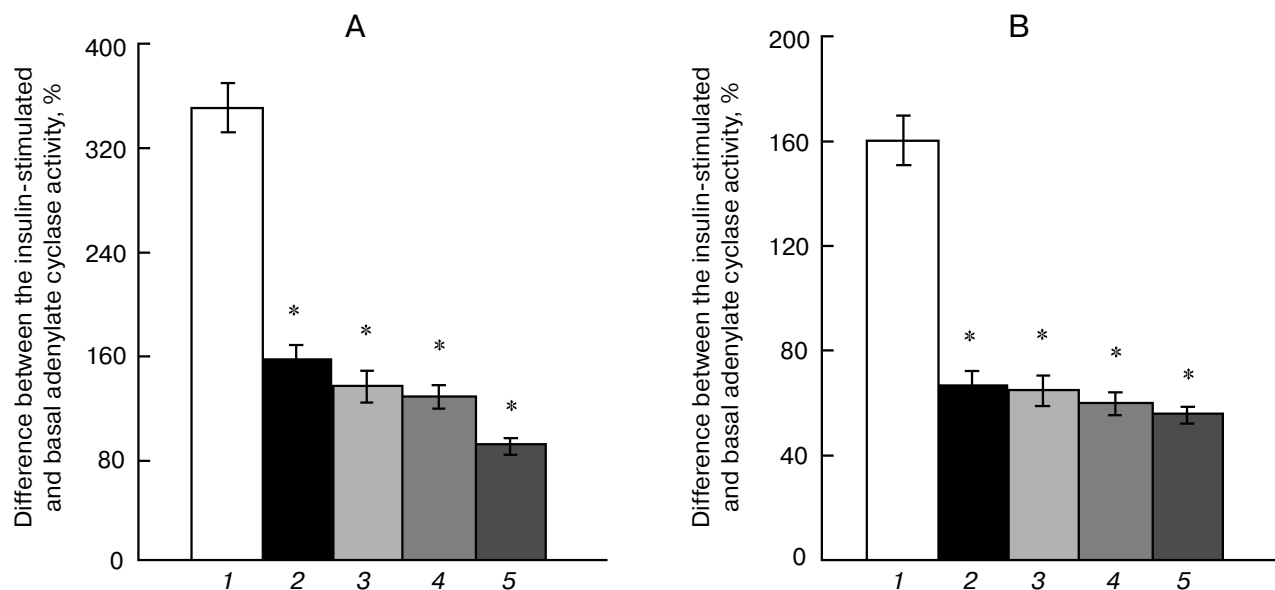 A
Difference between the insulin-stimulated
and basal adenylate cyclase activity, %
400
320
240
160
80
0
*
*
*
*
1 2 3 4 5
B
Difference between the insulin-stimulated
and basal adenylate cyclase activity, %
200
160
120
80
40
0
*
*
*
*
1 2 3 4 5